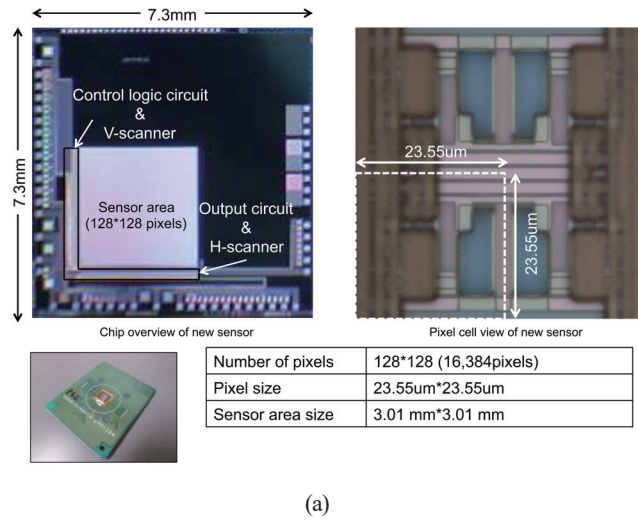 7.3mm
7.3mm
Control logic circuit
&
V-scanner
Sensor area
(128*128 pixels)
Output circuit
&
H-scanner
Chip overview of new sensor
23.55um
23.55um
Pixel cell view of new sensor
Number of pixels 128*128 (16,384pixels)
Pixel size 23.55um*23.55um
Sensor area size 3.01 mm*3.01 mm
(a)